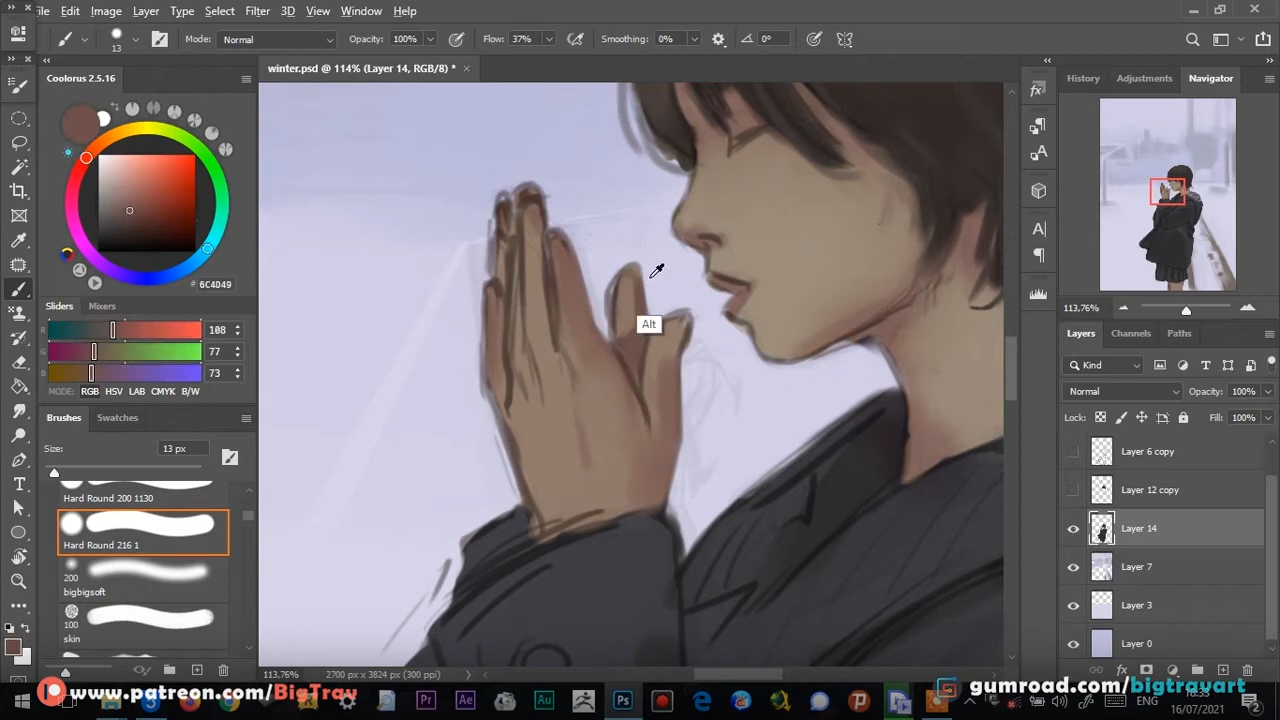 File Edit Image Layer Type Select Filter 3D View Window Help
13 Mode: Normal Opacity: 100% Flow: 37% Smoothing: 0% 0°
Coolorus 2.5.16
winter.psd @ 114% (Layer 14, RGB/8) *
History Adjustments Navigator
# 6C4D49
Sliders Mixers
R 108
G 77
B 73
MODE: RGB HSV LAB CMYK B/W
Brushes Swatches
Size: 13 px
Hard Round 200 1130
Hard Round 216 1
200
bigbigsoft
100
skin
Alt
113,76%
Layers Channels Paths
Kind
Normal Opacity: 100%
Lock: Fill: 100%
Layer 6 copy
Layer 12 copy
Layer 14
Layer 7
Layer 3
Layer 0
113,76% 2700 px x 3824 px (300 ppi)
www.patreon.com/BigTrav
gumroad.com/bigtravart
ENG
16/07/2021